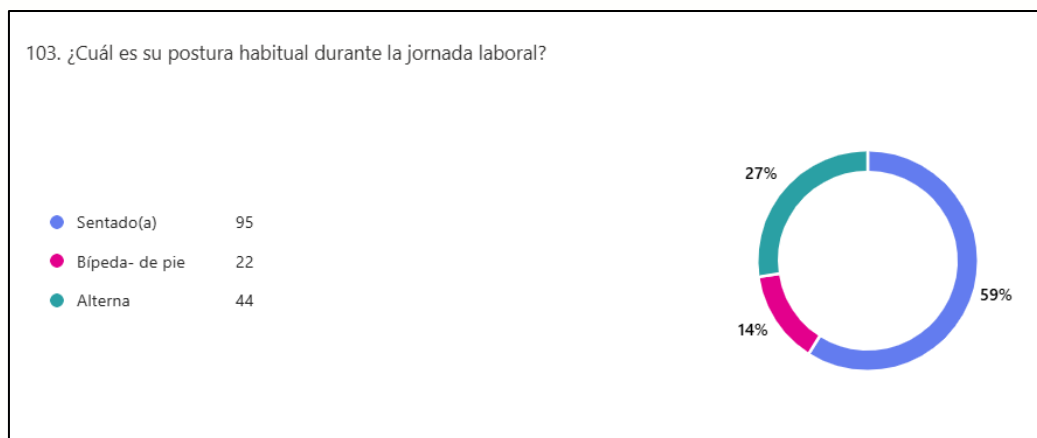 103. ¿Cuál es su postura habitual durante la jornada laboral?
Sentado(a) 95
Bípeda- de pie 22
Alterna 44
27%
59%
14%